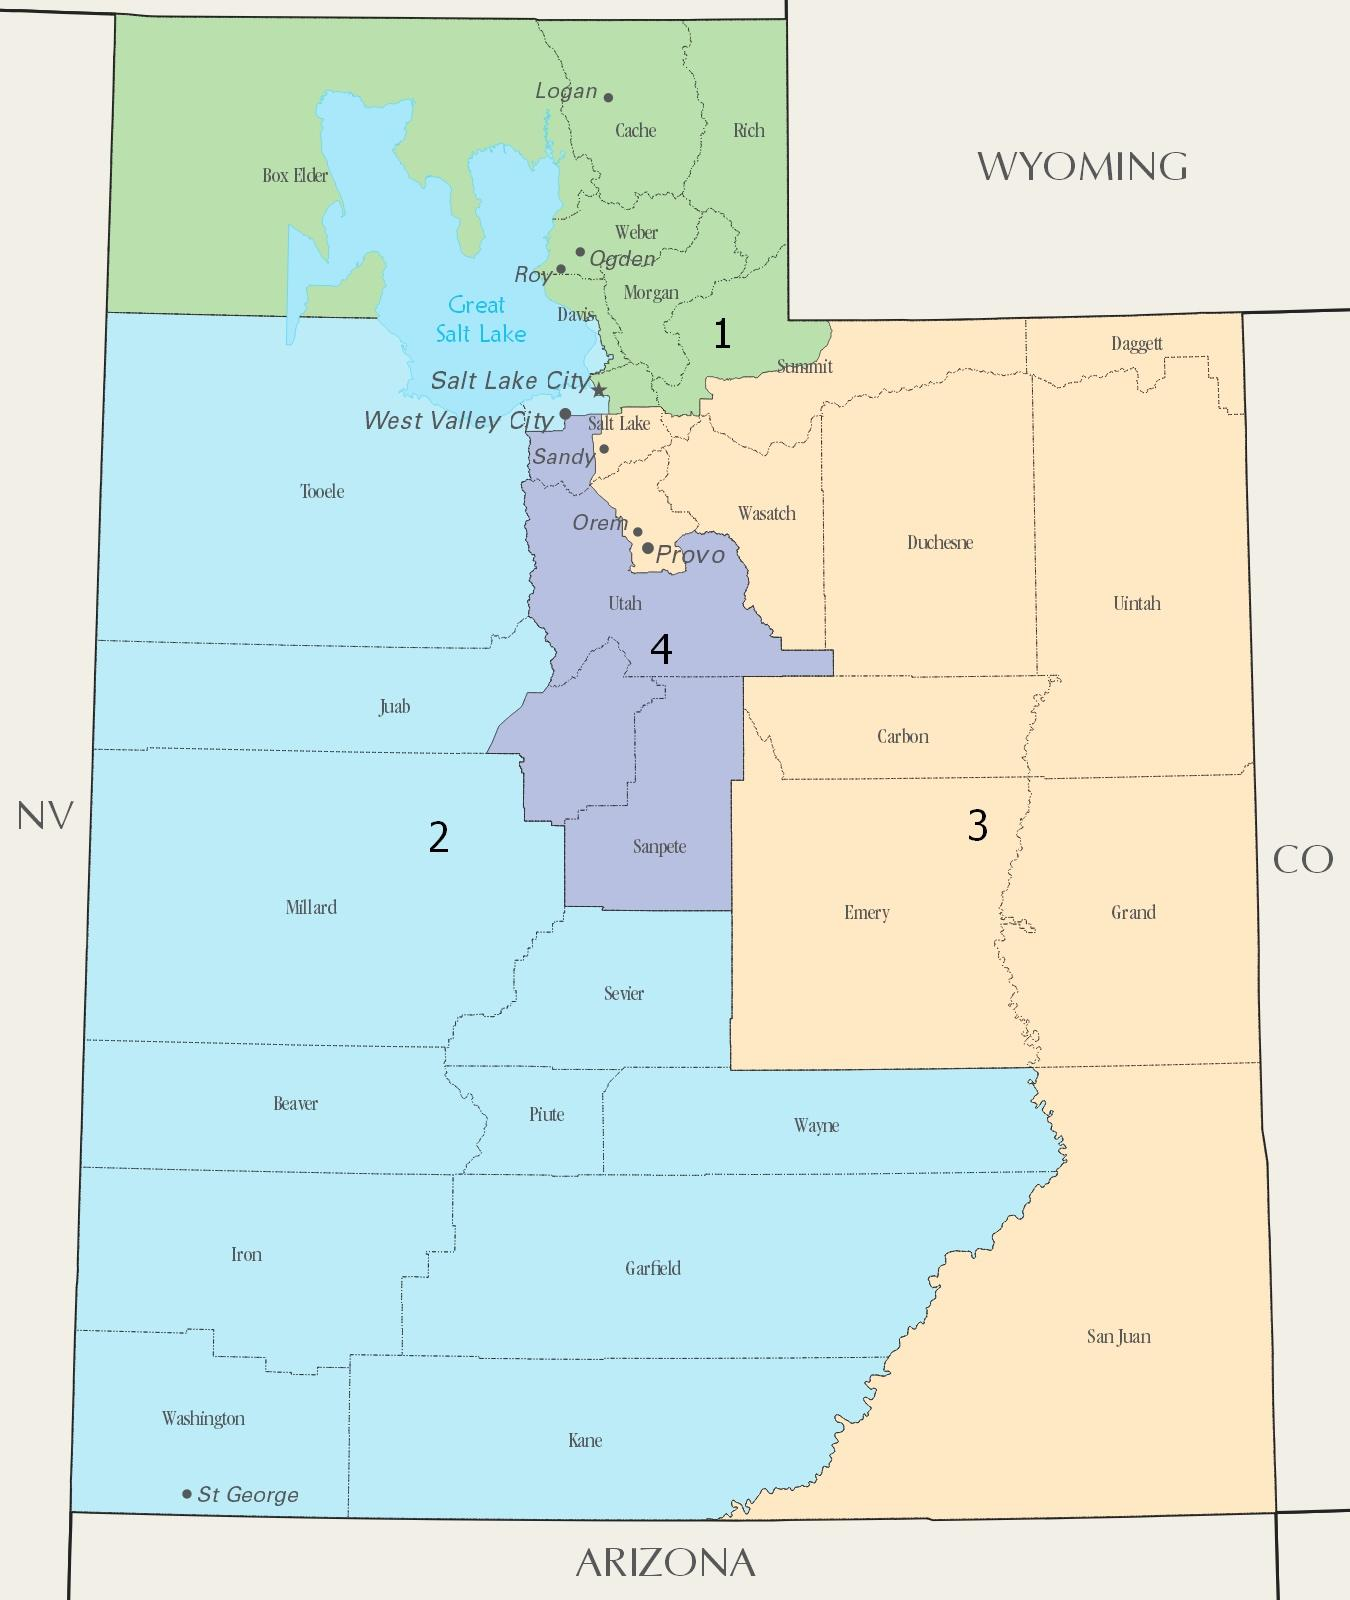 Logan
Cache
Rich
WYOMING
Box Elder
Weber
Ogden
Roy
Morgan
Great
Salt Lake
Davis
1
Daggett
Summit
Salt Lake City
West Valley City
Salt Lake
Sandy
Tooele
Wasatch
Orem
Duchesne
Provo
Utah
Uintah
4
Juab
Carbon
NV
2
3
Sanpete
CO
Millard
Emery
Grand
Sevier
Beaver
Piute
Wayne
Iron
Garfield
San Juan
Washington
Kane
St George
ARIZONA